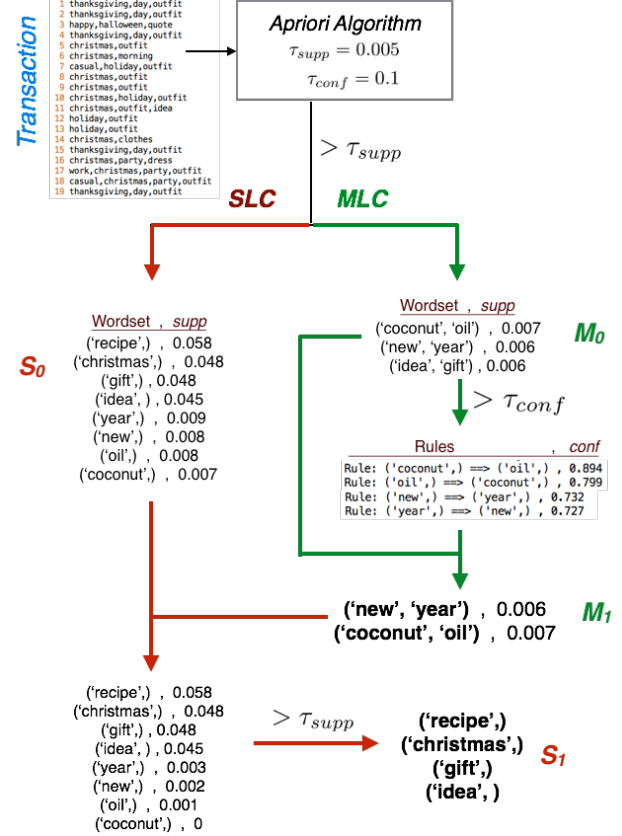 Transaction
1 thanksgiving,day,outfit
2 thanksgiving,day,outfit
3 happy,halloween,quote
4 thanksgiving,day,outfit
5 christmas,outfit
6 christmas,morning
7 casual,holiday,outfit
8 christmas,outfit
9 christmas,outfit
10 christmas,holiday,outfit
11 christmas,outfit,idea
12 holiday,outfit
13 holiday,outfit
14 christmas,clothes
15 thanksgiving,day,outfit
16 christmas,party,dress
17 work,christmas,party,outfit
18 casual,christmas,party,outfit
19 thanksgiving,day,outfit
Apriori Algorithm
τsupp = 0.005
τconf = 0.1
> τsupp
SLC
MLC
S0
Wordset , supp
('recipe',) , 0.058
('christmas',) , 0.048
('gift',) , 0.048
('idea', ) , 0.045
('year',) , 0.009
('new',) , 0.008
('oil',) , 0.008
('coconut',) , 0.007
Wordset , supp
('coconut', 'oil') , 0.007
('new', 'year') , 0.006
('idea', 'gift') , 0.006
M0
> τconf
Rules , conf
Rule: ('coconut',) ==> ('oil',) , 0.894
Rule: ('oil',) ==> ('coconut',) , 0.799
Rule: ('new',) ==> ('year',) , 0.732
Rule: ('year',) ==> ('new',) , 0.727
('new', 'year') , 0.006
('coconut', 'oil') , 0.007
M1
('recipe',) , 0.058
('christmas',) , 0.048
('gift',) , 0.048
('idea', ) , 0.045
('year',) , 0.003
('new',) , 0.002
('oil',) , 0.001
('coconut',) , 0
> τsupp
('recipe',)
('christmas',)
('gift',)
('idea', )
S1